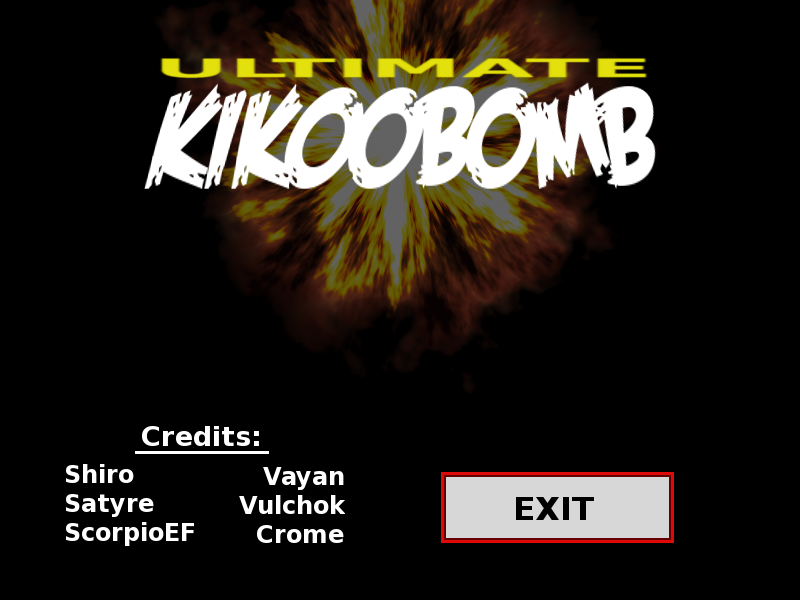 ULTIMATE
KIKOOBOMB
Credits:
Shiro
Satyre
ScorpioEF
Vayan
Vulchok
Crome
EXIT